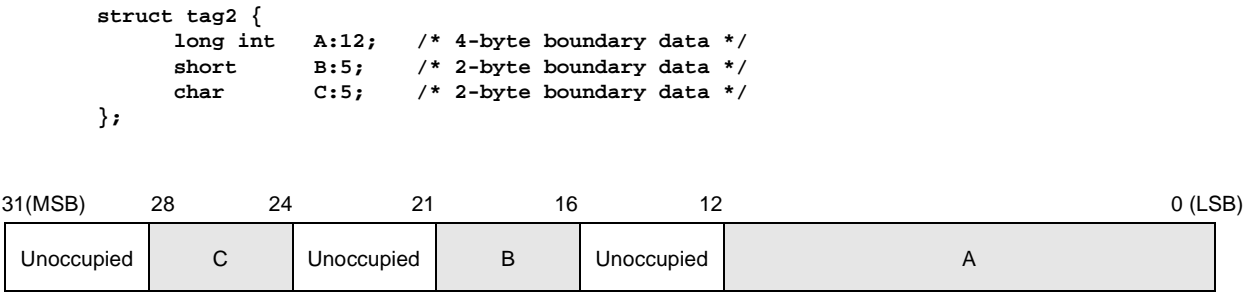 struct tag2 {
long int A:12; /* 4-byte boundary data */
short B:5; /* 2-byte boundary data */
char C:5; /* 2-byte boundary data */
};
31(MSB) 28 24 21 16 12 0 (LSB)
Unoccupied C Unoccupied B Unoccupied A